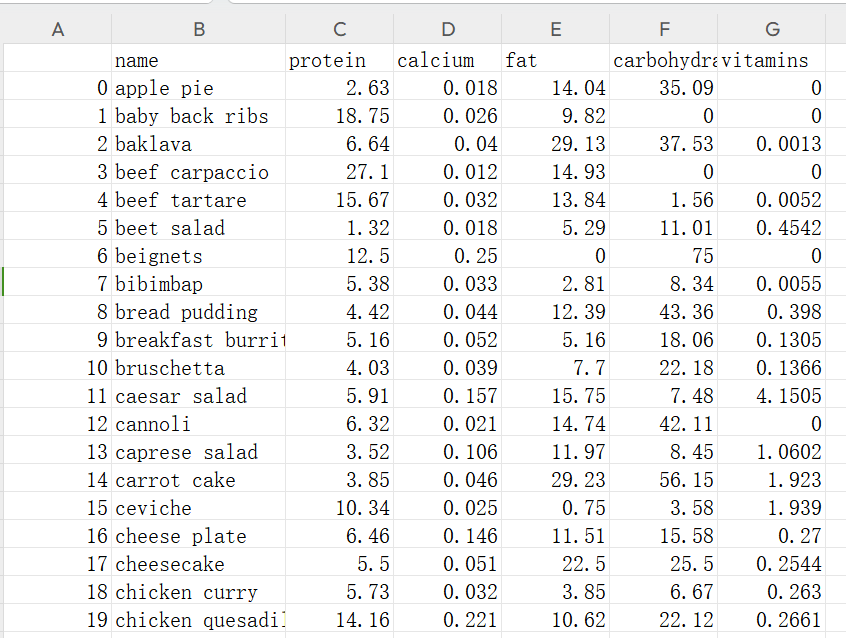 A B C D E F G
name protein calcium fat carbohydra vitamins
0 apple pie 2.63 0.018 14.04 35.09 0
1 baby back ribs 18.75 0.026 9.82 0 0
2 baklava 6.64 0.04 29.13 37.53 0.0013
3 beef carpaccio 27.1 0.012 14.93 0 0
4 beef tartare 15.67 0.032 13.84 1.56 0.0052
5 beet salad 1.32 0.018 5.29 11.01 0.4542
6 beignets 12.5 0.25 0 75 0
7 bibimbap 5.38 0.033 2.81 8.34 0.0055
8 bread pudding 4.42 0.044 12.39 43.36 0.398
9 breakfast burrit 5.16 0.052 5.16 18.06 0.1305
10 bruschetta 4.03 0.039 7.7 22.18 0.1366
11 caesar salad 5.91 0.157 15.75 7.48 4.1505
12 cannoli 6.32 0.021 14.74 42.11 0
13 caprese salad 3.52 0.106 11.97 8.45 1.0602
14 carrot cake 3.85 0.046 29.23 56.15 1.923
15 ceviche 10.34 0.025 0.75 3.58 1.939
16 cheese plate 6.46 0.146 11.51 15.58 0.27
17 cheesecake 5.5 0.051 22.5 25.5 0.2544
18 chicken curry 5.73 0.032 3.85 6.67 0.263
19 chicken quesadil 14.16 0.221 10.62 22.12 0.2661